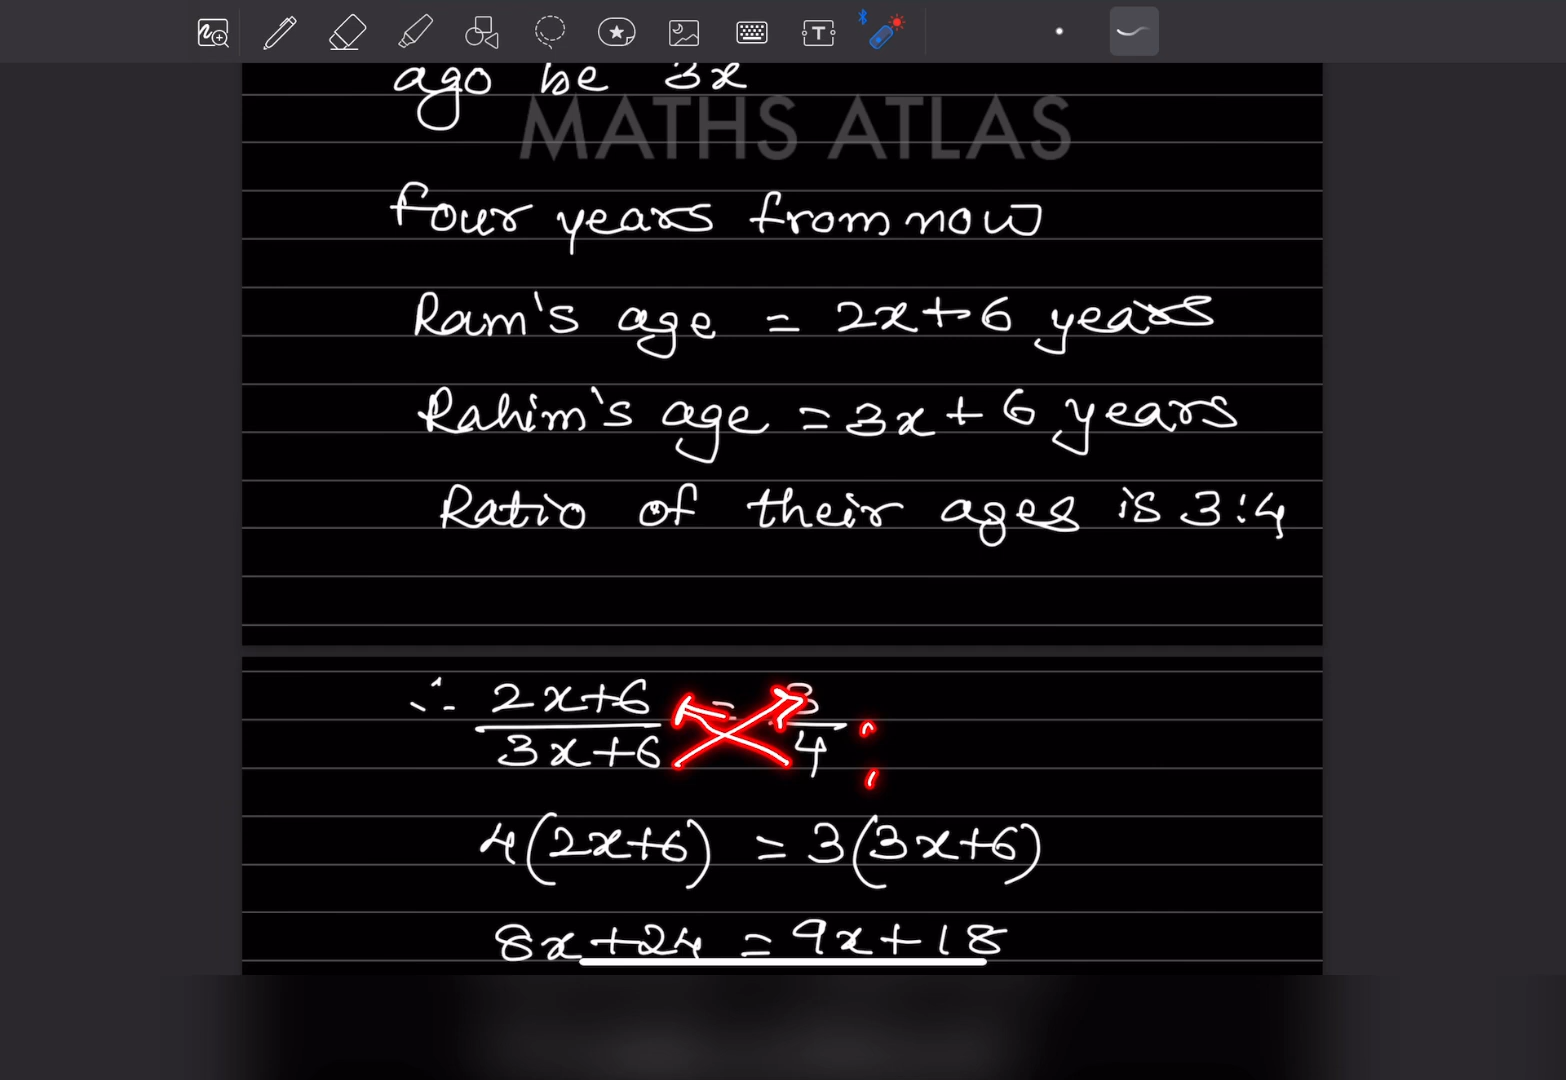 ago be 3x
MATHS ATLAS
four years from now
Ram's age = 2x+6 years
Rahim's age = 3x+6 years
Ratio of their ages is 3:4
∴ 2x+6/3x+6 = 3/4
4(2x+6) = 3(3x+6)
8x+24 = 9x+18